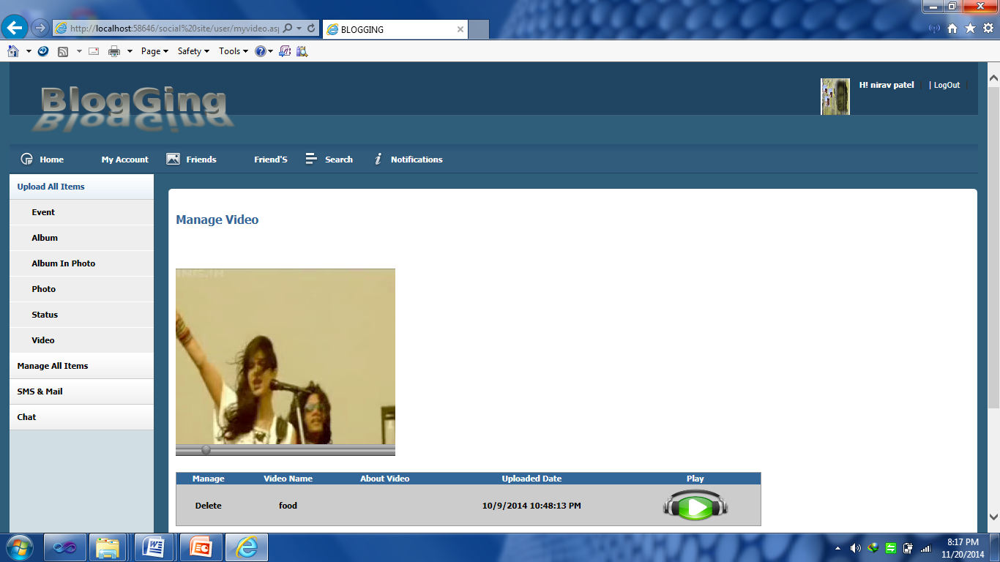 http://localhost:58646/social%20site/user/myvideo.asp
BLOGGING
Page Safety Tools
BlogGing
H! nirav patel | LogOut
Home My Account Friends Friend'S Search Notifications
Upload All Items
Event
Album
Album In Photo
Photo
Status
Video
Manage All Items
SMS & Mail
Chat
Manage Video
Manage Video Name About Video Uploaded Date Play
Delete food 10/9/2014 10:48:13 PM
8:17 PM
11/20/2014